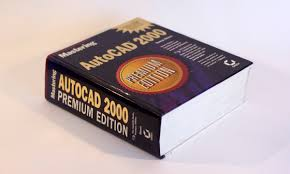 Mastering
AutoCAD 2000
PREMIUM
EDITION
Mastering
AUTOCAD 2000
PREMIUM EDITION